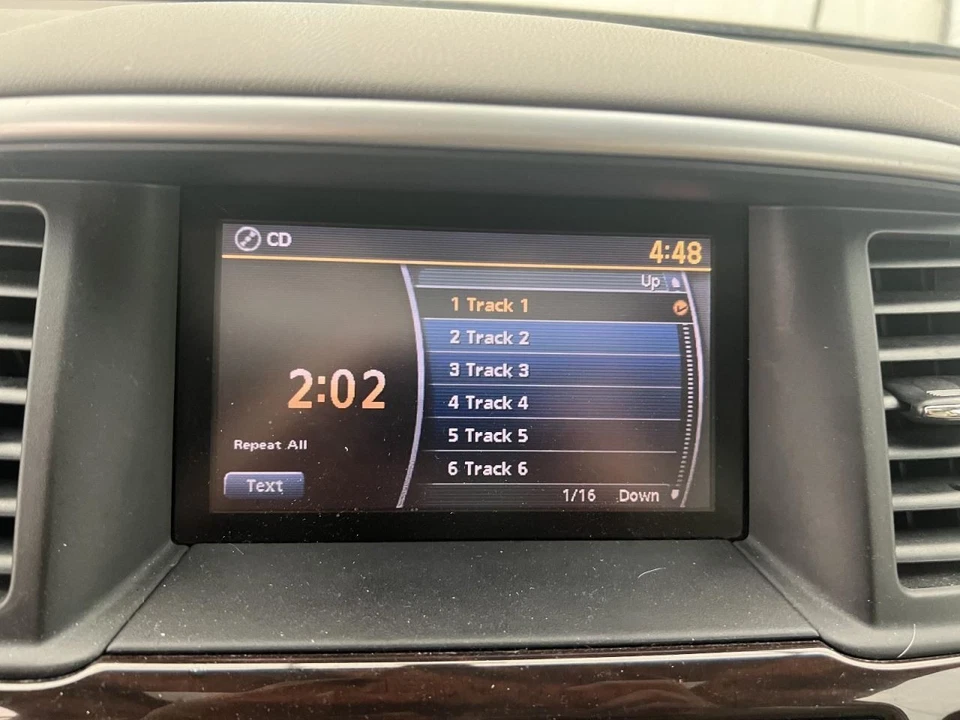 CD
4:48
Up
1 Track 1
2 Track 2
3 Track 3
2:02
4 Track 4
Repeat All
5 Track 5
6 Track 6
Text
1/16 Down